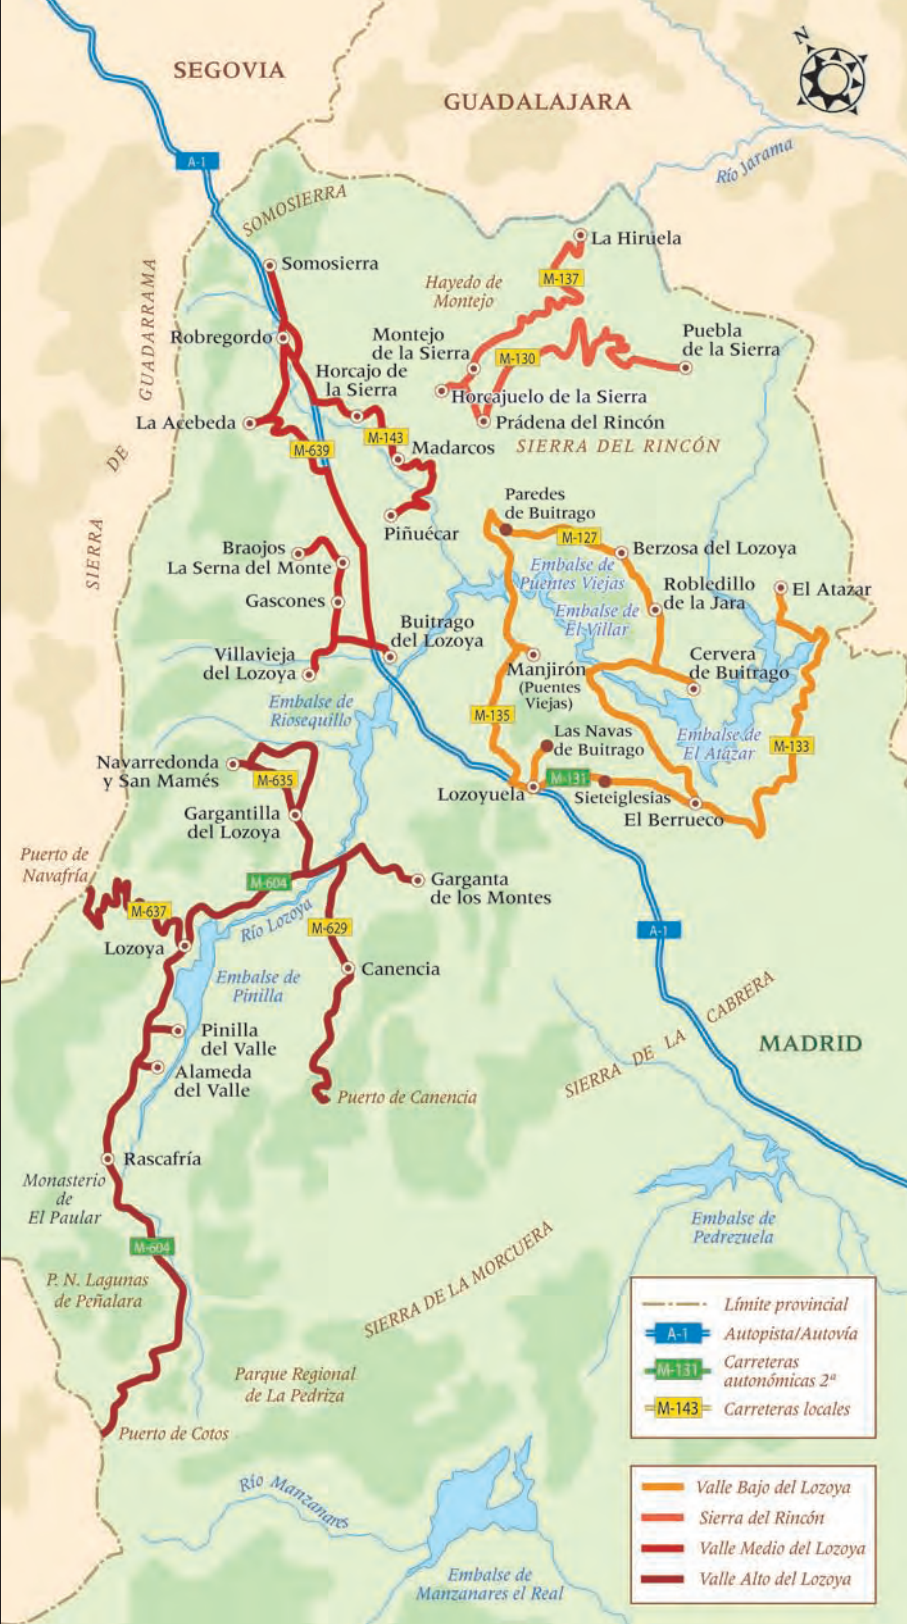 N
SEGOVIA
GUADALAJARA
A-1
Río Jarama
SOMOSIERRA
La Hiruela
Somosierra
M-137
Hayedo de
Montejo
SIERRA DE GUADARRAMA
Robregordo
Montejo
de la Sierra
M-130
Puebla
de la Sierra
Horcajo de
la Sierra
Horcajuelo de la Sierra
La Acebeda
Prádena del Rincón
M-143
M-639
Madarcos
SIERRA DEL RINCÓN
Paredes
de Buitrago
Piñuécar
M-127
Braojos
La Serna del Monte
Berzosa del Lozoya
Embalse de
Puentes Viejas
Robledillo
de la Jara
El Atazar
Gascones
Embalse de
El Villar
Buitrago
del Lozoya
Villavieja
del Lozoya
Manjirón
(Puentes
Viejas)
Cervera
de Buitrago
Embalse de
Riosequillo
M-135
Las Navas
de Buitrago
Embalse de
El Atazar
M-133
Navarredonda
y San Mamés
M-635
M-131
Lozoyuela
Sieteiglesias
El Berrueco
Gargantilla
del Lozoya
Puerto de
Navafría
M-604
Garganta
de los Montes
M-637
Río Lozoya
M-629
A-1
Lozoya
Canencia
Embalse de
Pinilla
SIERRA DE LA CABRERA
Pinilla
del Valle
MADRID
Alameda
del Valle
Puerto de Canencia
Rascafría
Monasterio
de
El Paular
Embalse de
Pedrezuela
M-604
SIERRA DE LA MORCUERA
P. N. Lagunas
de Peñalara
Parque Regional
de La Pedriza
Puerto de Cotos
Río Manzanares
Embalse de
Manzanares el Real
Límite provincial
A-1 Autopista/Autovía
M-131 Carreteras
autonómicas 2ª
M-143 Carreteras locales
Valle Bajo del Lozoya
Sierra del Rincón
Valle Medio del Lozoya
Valle Alto del Lozoya